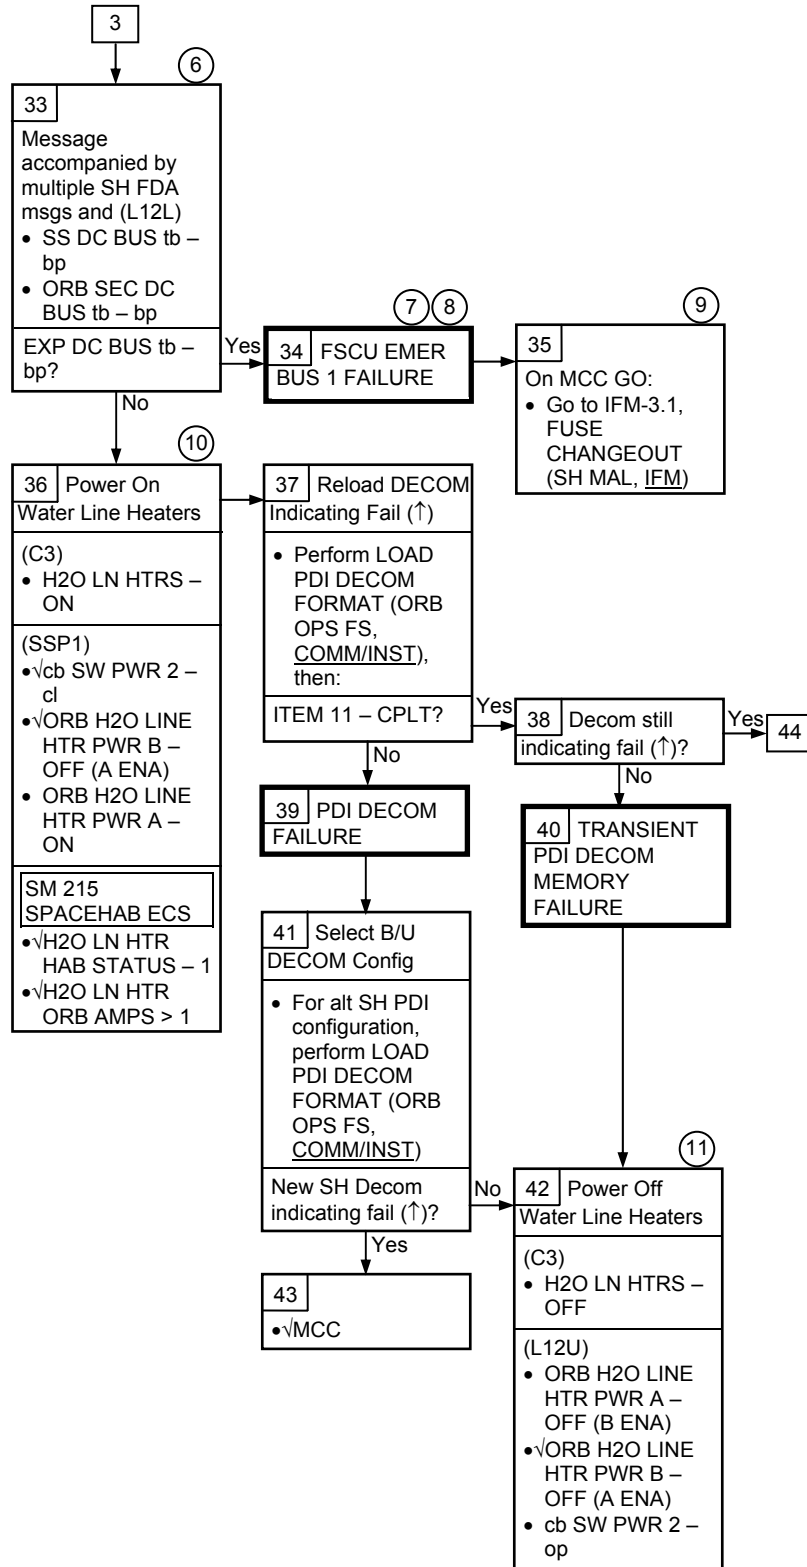 3
6
33
Message
accompanied by
multiple SH FDA
msgs and (L12L)
• SS DC BUS tb –
bp
• ORB SEC DC
BUS tb – bp
EXP DC BUS tb –
bp?
Yes
No
7 8
34 FSCU EMER
BUS 1 FAILURE
9
35
On MCC GO:
• Go to IFM-3.1,
FUSE
CHANGEOUT
(SH MAL, IFM)
10
36 Power On
Water Line Heaters
(C3)
• H2O LN HTRS –
ON
(SSP1)
•√cb SW PWR 2 –
cl
•√ORB H2O LINE
HTR PWR B –
OFF (A ENA)
• ORB H2O LINE
HTR PWR A –
ON
SM 215
SPACEHAB ECS
•√H2O LN HTR
HAB STATUS – 1
•√H2O LN HTR
ORB AMPS > 1
37 Reload DECOM
Indicating Fail (↑)
• Perform LOAD
PDI DECOM
FORMAT (ORB
OPS FS,
COMM/INST),
then:
ITEM 11 – CPLT?
Yes
No
38 Decom still
indicating fail (↑)?
Yes
44
No
39 PDI DECOM
FAILURE
40 TRANSIENT
PDI DECOM
MEMORY
FAILURE
41 Select B/U
DECOM Config
• For alt SH PDI
configuration,
perform LOAD
PDI DECOM
FORMAT (ORB
OPS FS,
COMM/INST)
New SH Decom
indicating fail (↑)?
No
Yes
43
•√MCC
11
42 Power Off
Water Line Heaters
(C3)
• H2O LN HTRS –
OFF
(L12U)
• ORB H2O LINE
HTR PWR A –
OFF (B ENA)
•√ORB H2O LINE
HTR PWR B –
OFF (A ENA)
• cb SW PWR 2 –
op